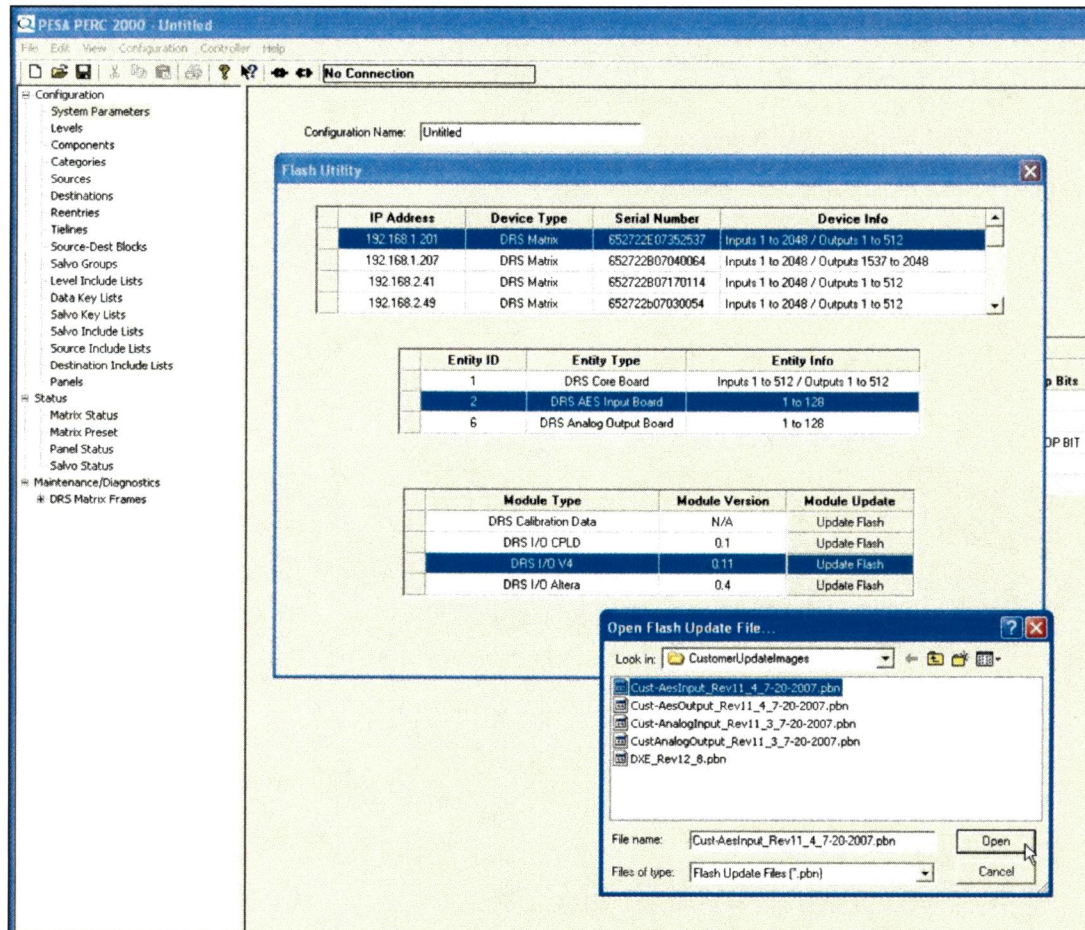 PESA PERC 2000 - Untitled
File Edit View Configuration Controller Help
No Connection
Configuration
System Parameters
Levels
Components
Categories
Sources
Destinations
Reentries
Tielines
Source-Dest Blocks
Salvo Groups
Level Include Lists
Data Key Lists
Salvo Key Lists
Salvo Include Lists
Source Include Lists
Destination Include Lists
Panels
Status
Matrix Status
Matrix Preset
Panel Status
Salvo Status
Maintenance/Diagnostics
DRS Matrix Frames
Configuration Name: Untitled
Flash Utility
IP Address Device Type Serial Number Device Info
192.168.1.201 DRS Matrix 652722E07352537 Inputs 1 to 2048 / Outputs 1 to 512
192.168.1.207 DRS Matrix 652722B07040064 Inputs 1 to 2048 / Outputs 1537 to 2048
192.168.2.41 DRS Matrix 652722B07170114 Inputs 1 to 2048 / Outputs 1 to 512
192.168.2.49 DRS Matrix 652722b07030054 Inputs 1 to 2048 / Outputs 1 to 512
Entity ID Entity Type Entity Info
1 DRS Core Board Inputs 1 to 512 / Outputs 1 to 512
2 DRS AES Input Board 1 to 128
6 DRS Analog Output Board 1 to 128
p Bits
OP BIT
Module Type Module Version Module Update
DRS Calibration Data N/A Update Flash
DRS I/O CPLD 0.1 Update Flash
DRS I/O V4 0.11 Update Flash
DRS I/O Altera 0.4 Update Flash
Open Flash Update File...
Look in: CustomerUpdateImages
Cust-AesInput_Rev11_4_7-20-2007.pbn
Cust-AesOutput_Rev11_4_7-20-2007.pbn
Cust-AnalogInput_Rev11_3_7-20-2007.pbn
CustAnalogOutput_Rev11_3_7-20-2007.pbn
DXE_Rev12_8.pbn
File name: Cust-AesInput_Rev11_4_7-20-2007.pbn Open
Files of type: Flash Update Files (*.pbn) Cancel